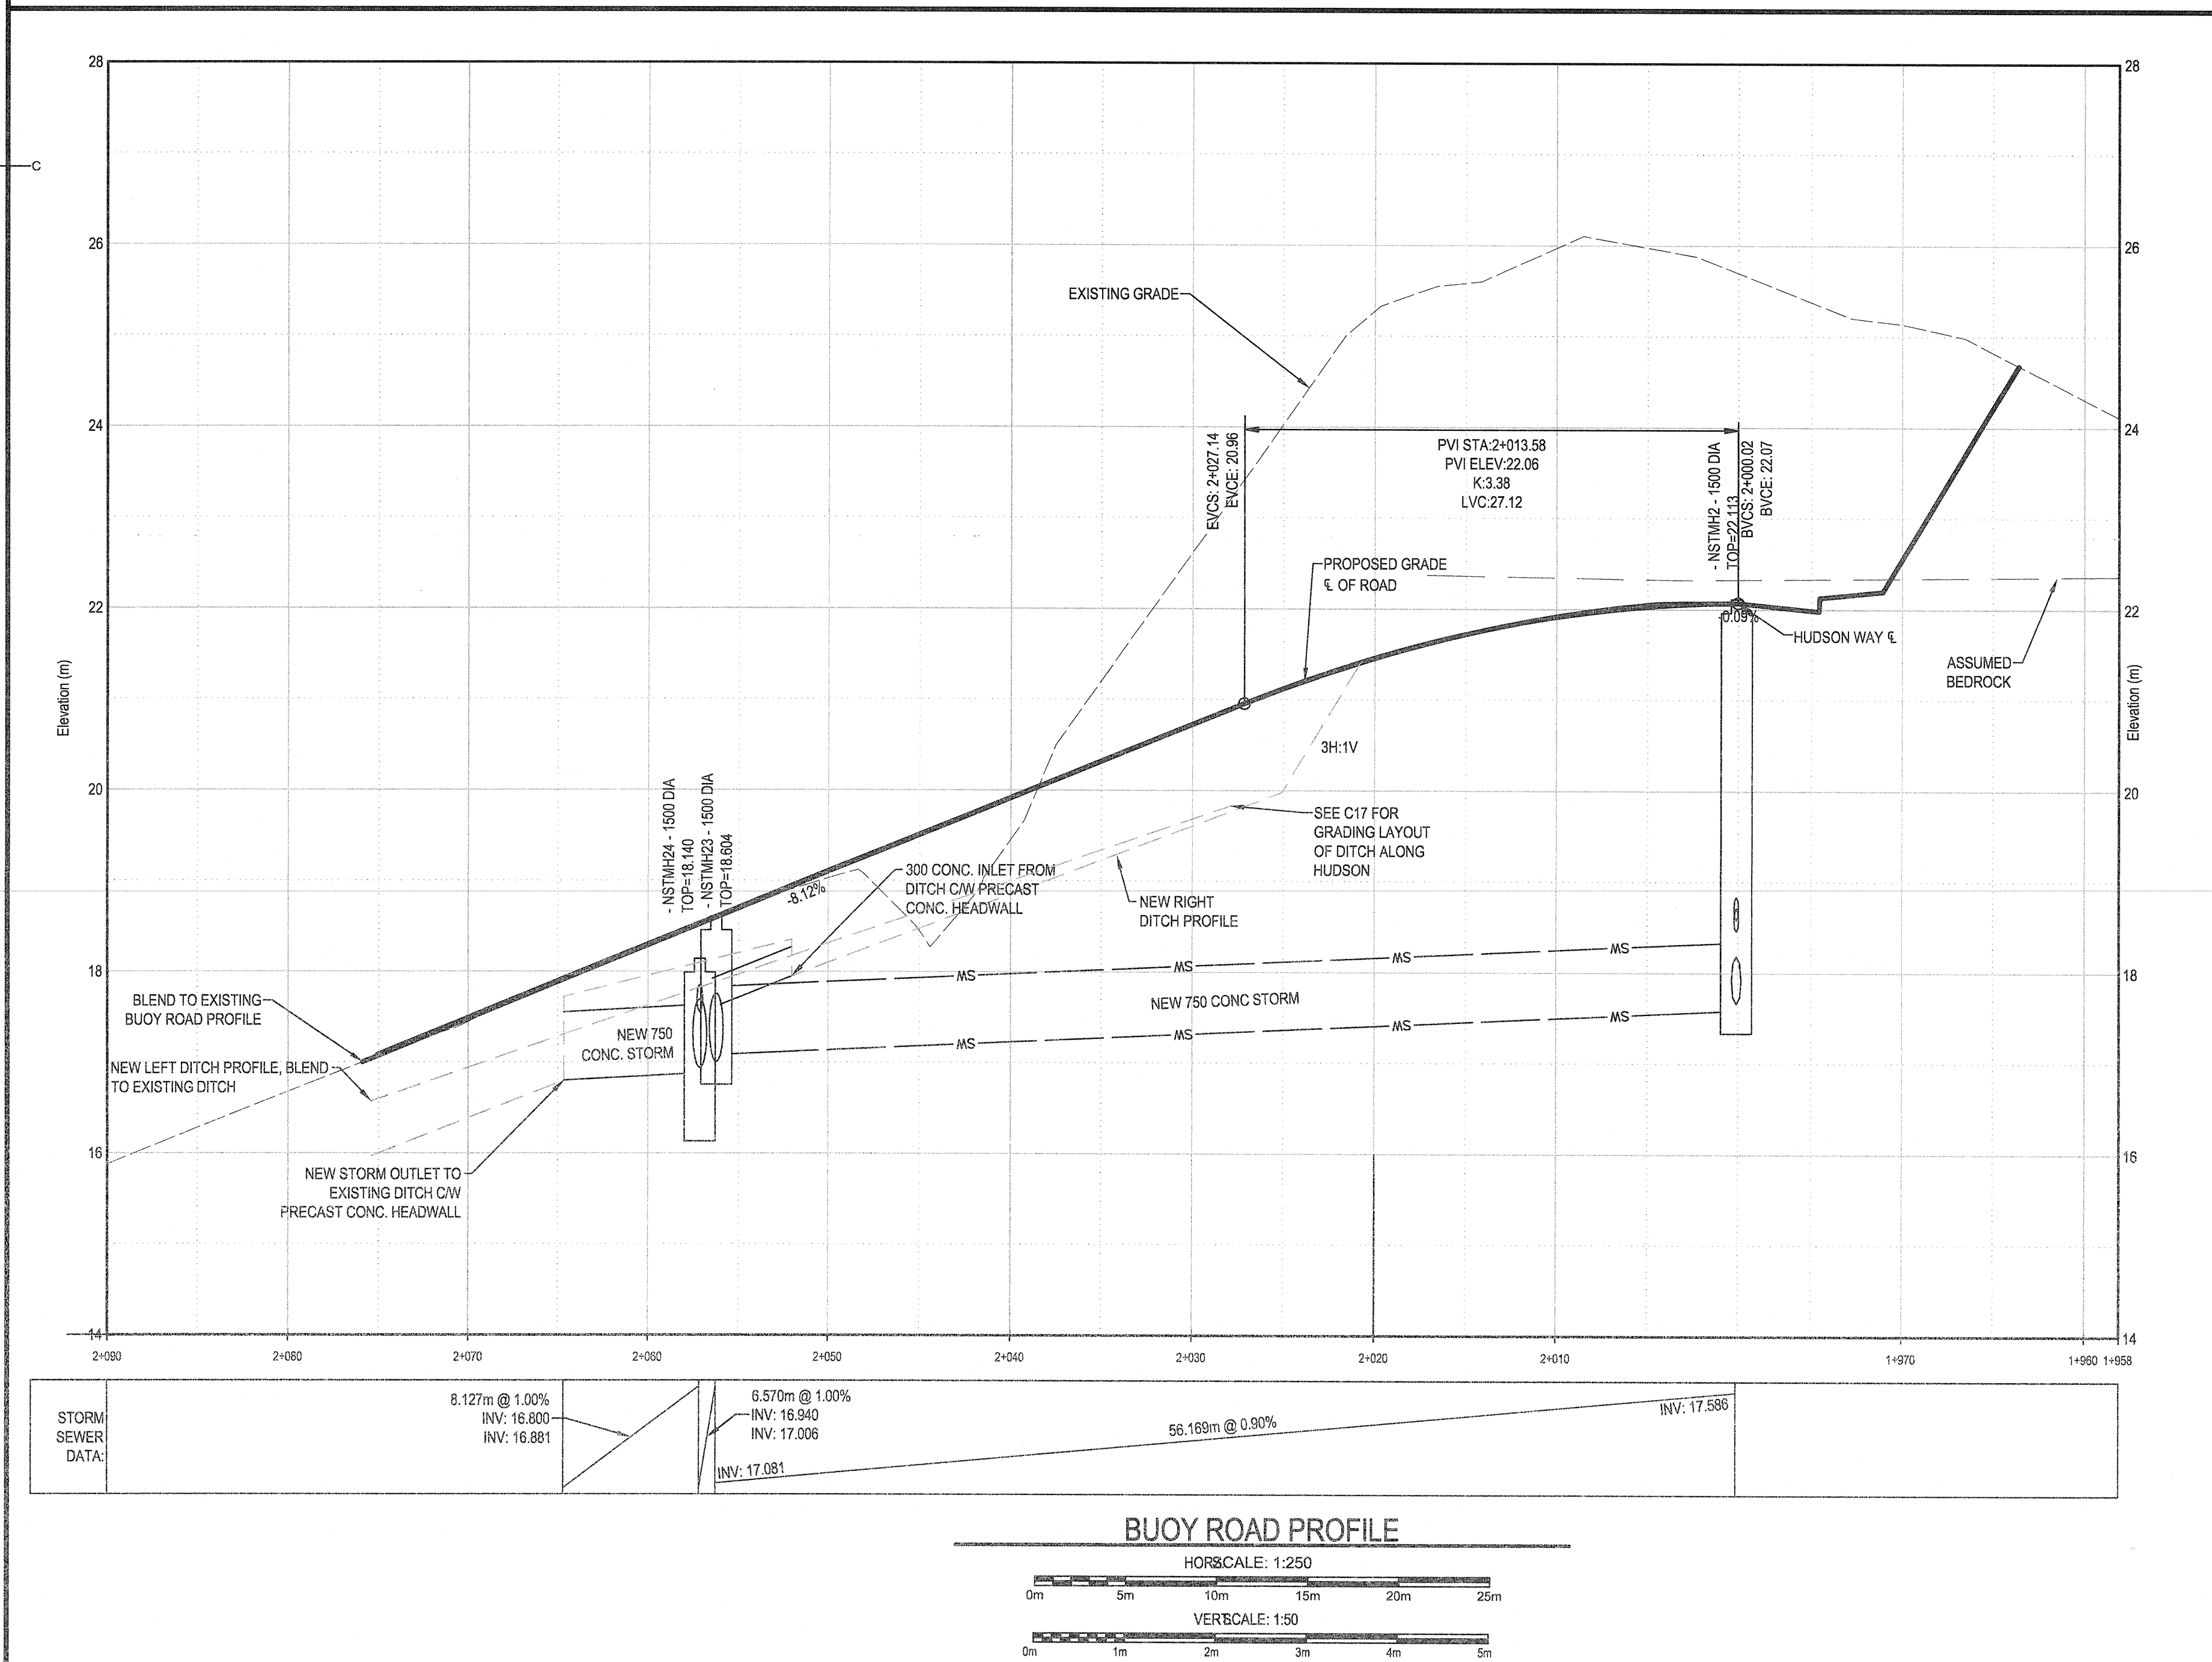 28
28
C
26
26
EXISTING GRADE
24
24
EVCS: 2+027.14
EVCE: 20.96
PVI STA:2+013.58
PVI ELEV:22.06
K:3.38
LVC:27.12
- NSTMH2 - 1500 DIA
TOP=22.113
BVCS: 2+000.02
BVCE: 22.07
PROPOSED GRADE
℄ OF ROAD
22
22
-0.09%
HUDSON WAY ℄
ASSUMED
BEDROCK
Elevation (m)
Elevation (m)
3H:1V
20
20
- NSTMH24 - 1500 DIA
TOP=18.140
- NSTMH23 - 1500 DIA
TOP=18.604
SEE C17 FOR
GRADING LAYOUT
OF DITCH ALONG
HUDSON
-8.12%
300 CONC. INLET FROM
DITCH C/W PRECAST
CONC. HEADWALL
NEW RIGHT
DITCH PROFILE
18
18
SW
SW
SW
SW
BLEND TO EXISTING
BUOY ROAD PROFILE
NEW 750 CONC STORM
NEW 750
CONC. STORM
SW
SW
SW
SW
NEW LEFT DITCH PROFILE, BLEND
TO EXISTING DITCH
16
16
NEW STORM OUTLET TO
EXISTING DITCH C/W
PRECAST CONC. HEADWALL
14
14
2+090
2+080
2+070
2+060
2+050
2+040
2+030
2+020
2+010
1+970
1+960
1+958
STORM
SEWER
DATA:
8.127m @ 1.00%
INV: 16.800
INV: 16.881
6.570m @ 1.00%
INV: 16.940
INV: 17.006
INV: 17.081
56.169m @ 0.90%
INV: 17.586
BUOY ROAD PROFILE
HOR. SCALE: 1:250
0m 5m 10m 15m 20m 25m
VERT. SCALE: 1:50
0m 1m 2m 3m 4m 5m